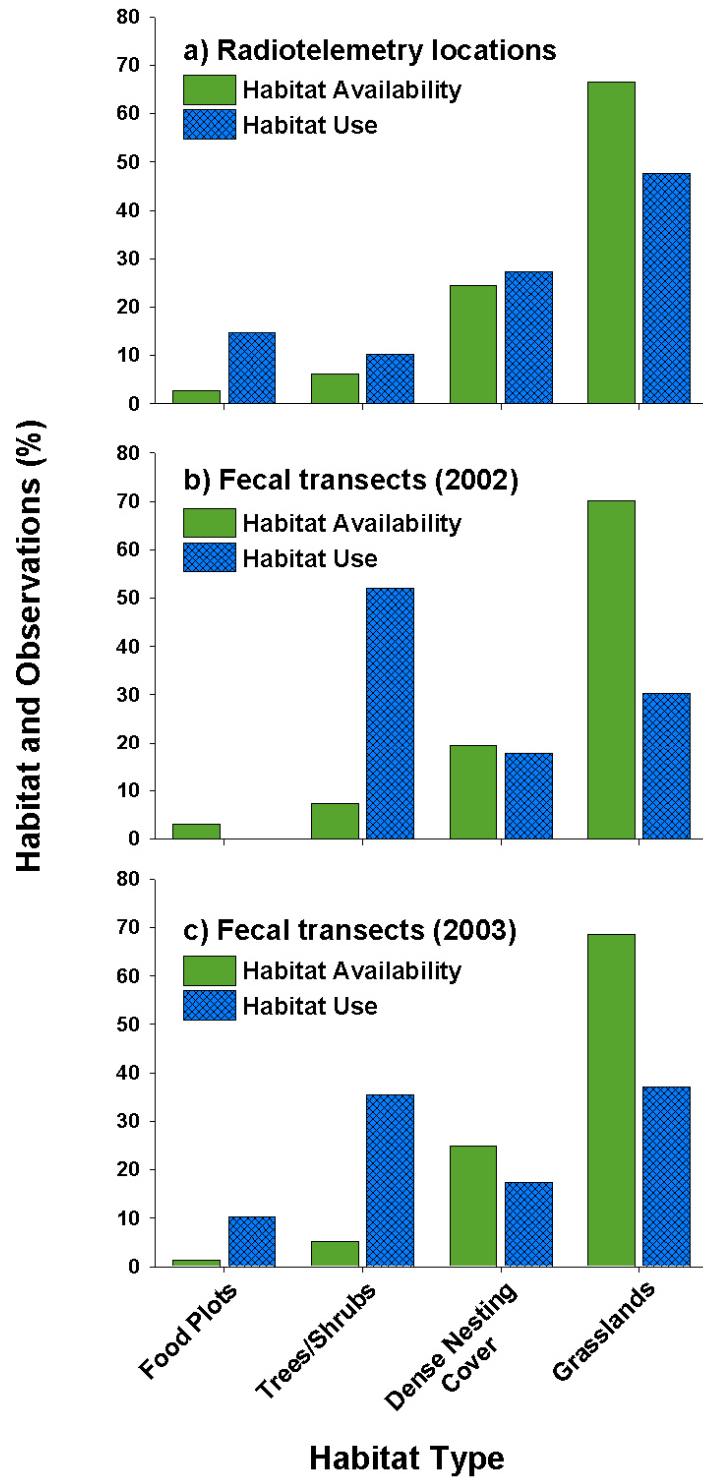 Habitat and Observations (%)
80
70
60
50
40
30
20
10
0
a) Radiotelemetry locations
Habitat Availability
Habitat Use
80
70
60
50
40
30
20
10
0
b) Fecal transects (2002)
Habitat Availability
Habitat Use
80
70
60
50
40
30
20
10
0
c) Fecal transects (2003)
Habitat Availability
Habitat Use
Food Plots
Trees/Shrubs
Dense Nesting
Cover
Grasslands
Habitat Type